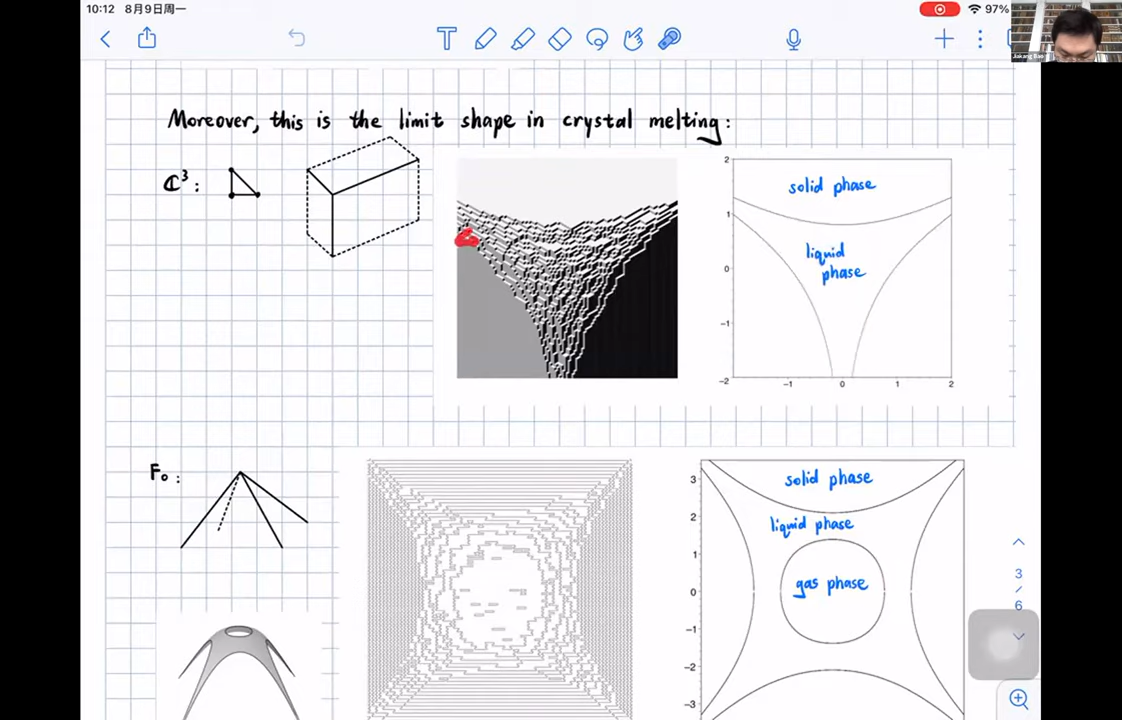 10:12 8月9日周一
97%
Moreover, this is the limit shape in crystal melting:
ℂ³:
2
1
0
-1
-2
-1
0
1
2
solid phase
liquid
phase
F₀:
3
2
1
0
-1
-2
-3
solid phase
liquid phase
gas phase
3
/
6